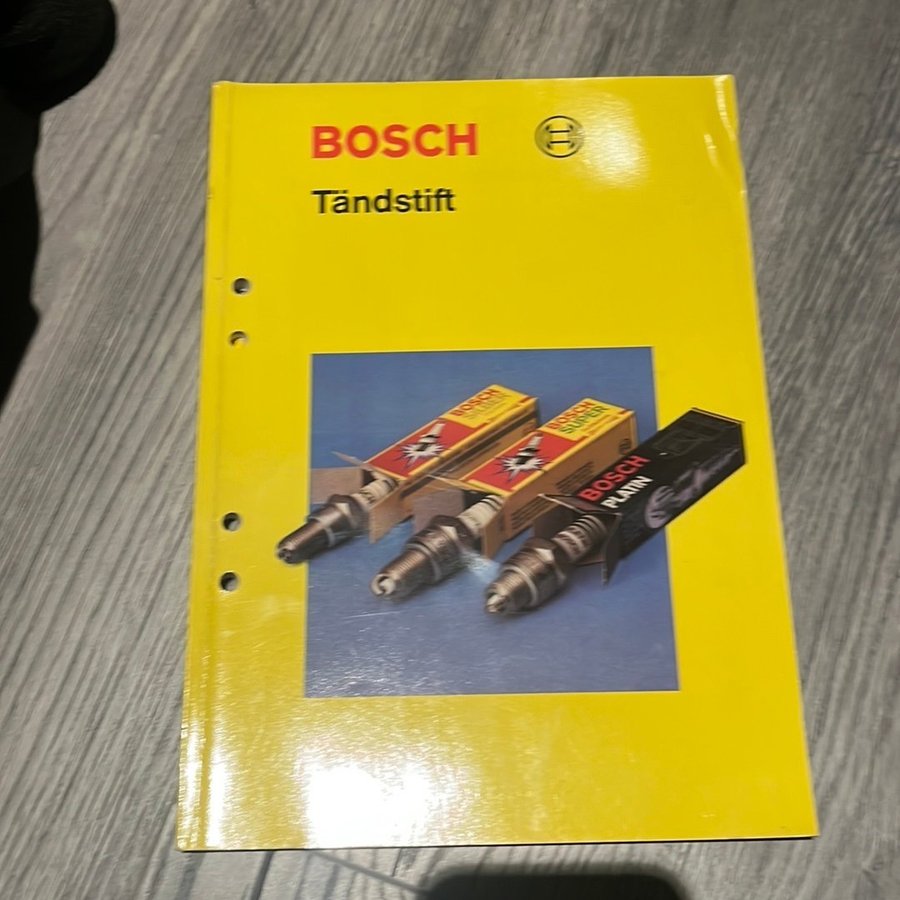 BOSCH
Tändstift
BOSCH
BOSCH
SUPER
BOSCH
PLATIN